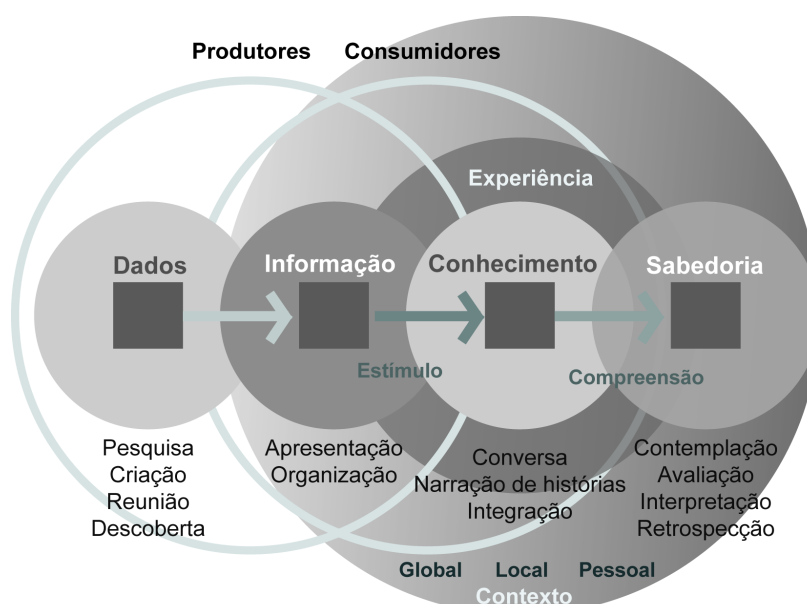 Produtores Consumidores
Experiência
Dados
Informação
Conhecimento
Sabedoria
Estímulo
Compreensão
Pesquisa
Criação
Reunião
Descoberta
Apresentação
Organização
Conversa
Narração de histórias
Integração
Contemplação
Avaliação
Interpretação
Retrospecção
Global Local Pessoal
Contexto